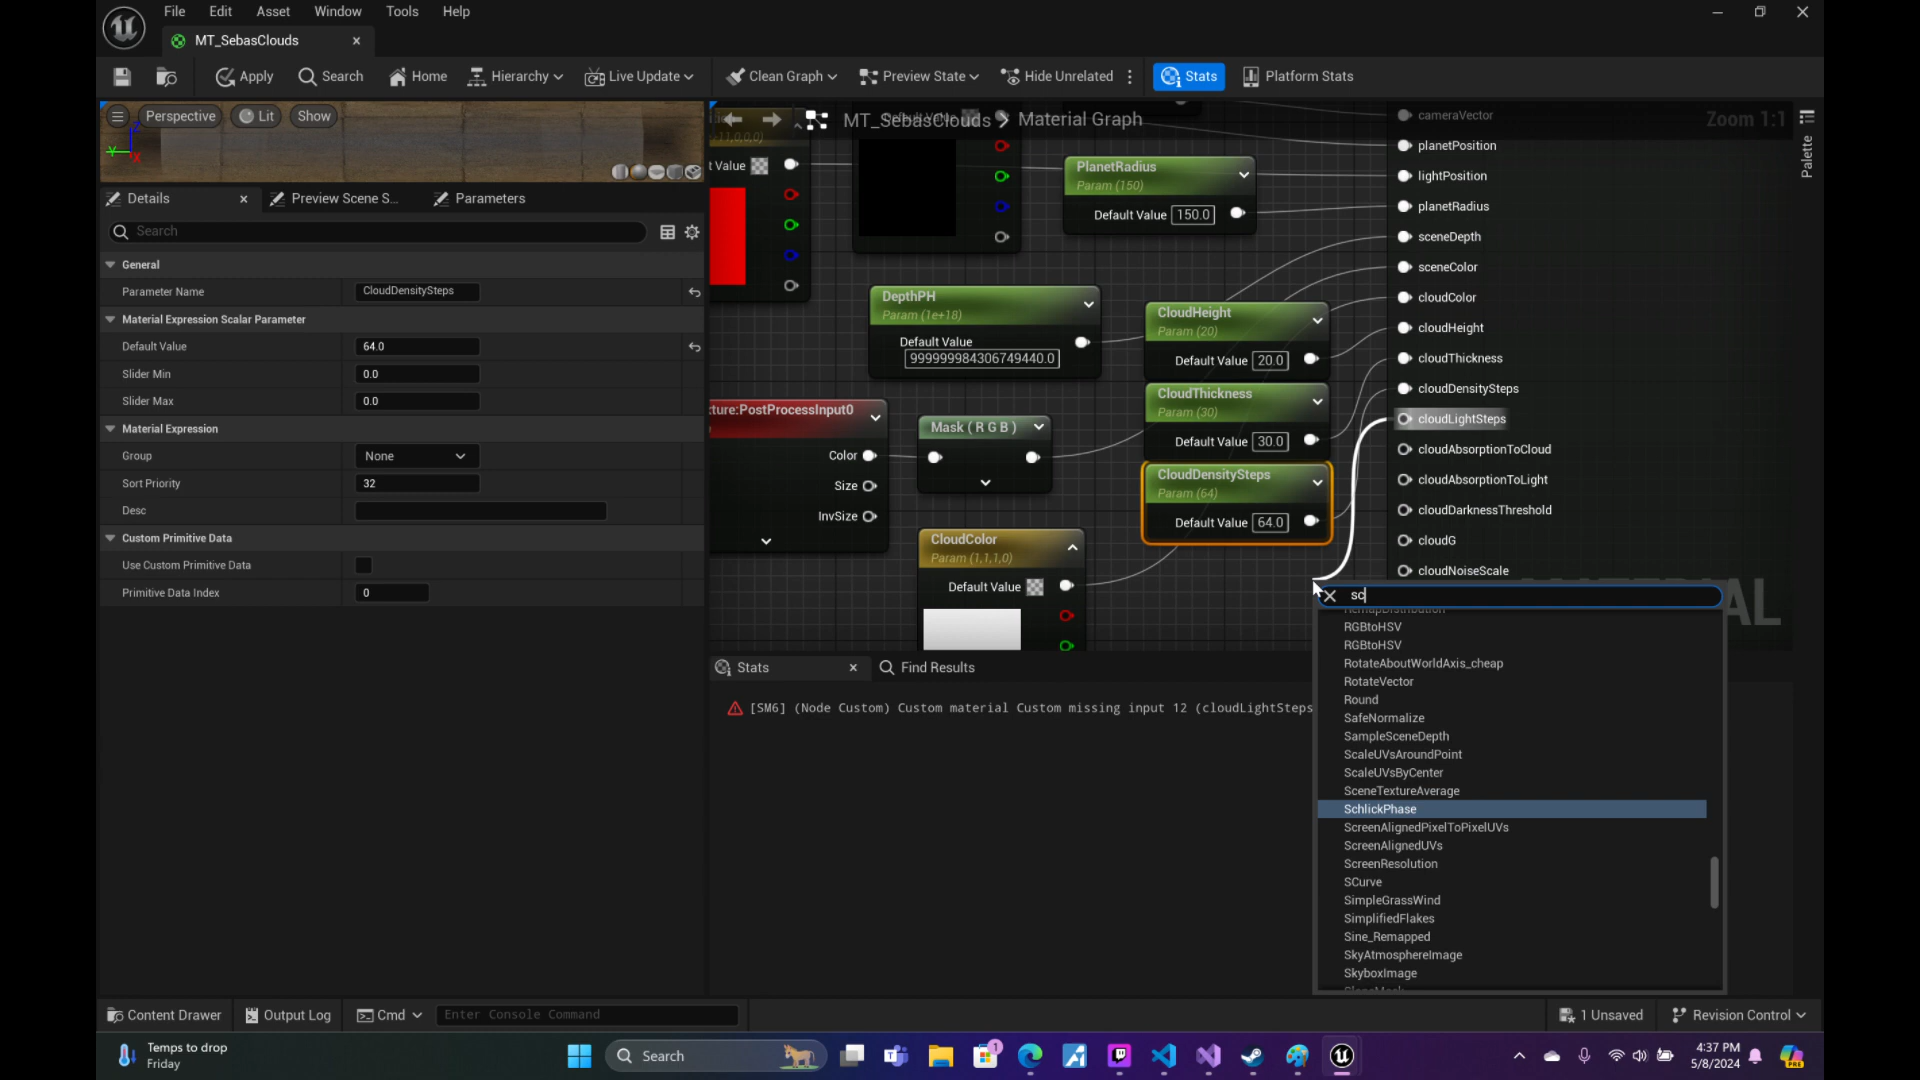 File Edit Asset Window Tools Help
MT_SebasClouds
Apply Search Home Hierarchy Live Update Clean Graph Preview State Hide Unrelated Stats Platform Stats
Perspective Lit Show
Details Preview Scene S... Parameters
Search
General
Parameter Name CloudDensitySteps
Material Expression Scalar Parameter
Default Value 64.0
Slider Min 0.0
Slider Max 0.0
Material Expression
Group None
Sort Priority 32
Desc
Custom Primitive Data
Use Custom Primitive Data
Primitive Data Index 0
MT_SebasClouds Material Graph
Zoom 1:1
Palette
t Value
PlanetRadius
Param (150)
Default Value 150.0
DepthPH
Param (1e+18)
Default Value
999999984306749440.0
CloudHeight
Param (20)
Default Value 20.0
CloudThickness
Param (30)
Default Value 30.0
CloudDensitySteps
Param (64)
Default Value 64.0
ture:PostProcessInput0
Color
Size
InvSize
Mask ( R G B )
CloudColor
Param (1,1,1,0)
Default Value
cameraVector
planetPosition
lightPosition
planetRadius
sceneDepth
sceneColor
cloudColor
cloudHeight
cloudThickness
cloudDensitySteps
cloudLightSteps
cloudAbsorptionToCloud
cloudAbsorptionToLight
cloudDarknessThreshold
cloudG
cloudNoiseScale
AL
sc
RemapDistribution
RGBtoHSV
RGBtoHSV
RotateAboutWorldAxis_cheap
RotateVector
Round
SafeNormalize
SampleSceneDepth
ScaleUVsAroundPoint
ScaleUVsByCenter
SceneTextureAverage
SchlickPhase
ScreenAlignedPixelToPixelUVs
ScreenAlignedUVs
ScreenResolution
SCurve
SimpleGrassWind
SimplifiedFlakes
Sine_Remapped
SkyAtmosphereImage
SkyboxImage
Stats Find Results
[SM6] (Node Custom) Custom material Custom missing input 12 (cloudLightSteps
Content Drawer Output Log Cmd Enter Console Command 1 Unsaved Revision Control
Temps to drop
Friday
Search
1
4:37 PM
5/8/2024
PRE